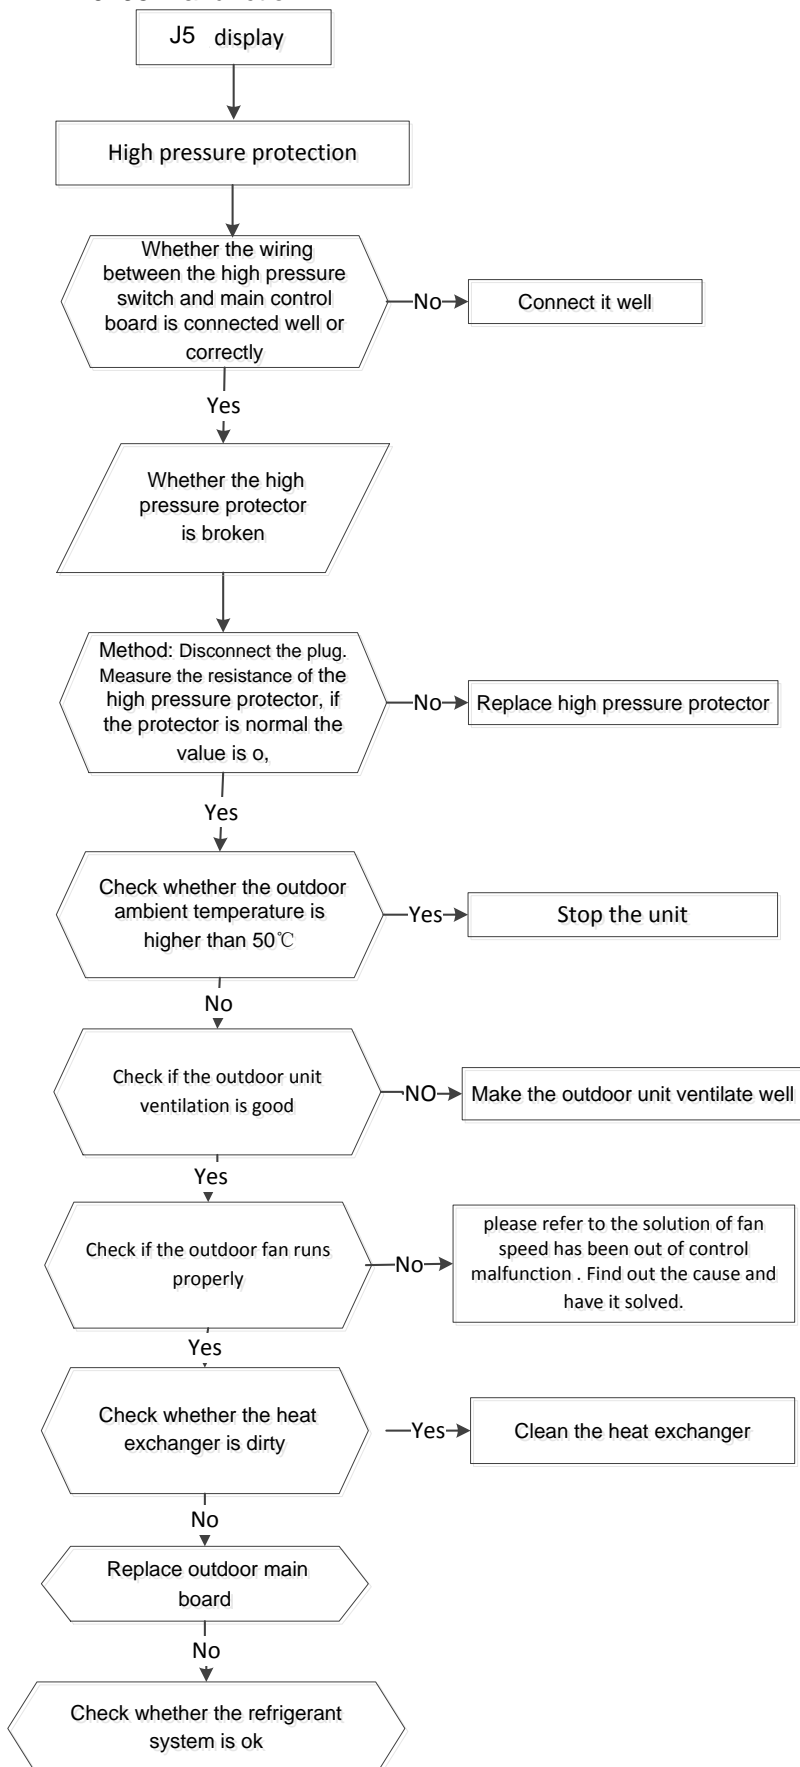 J5 display
High pressure protection
Whether the wiring
between the high pressure
switch and main control
board is connected well or
correctly
No
Connect it well
Yes
Whether the high
pressure protector
is broken
Method: Disconnect the plug.
Measure the resistance of the
high pressure protector, if
the protector is normal the
value is o,
No
Replace high pressure protector
Yes
Check whether the outdoor
ambient temperature is
higher than 50℃
Yes
Stop the unit
No
Check if the outdoor unit
ventilation is good
NO
Make the outdoor unit ventilate well
Yes
Check if the outdoor fan runs
properly
No
please refer to the solution of fan
speed has been out of control
malfunction . Find out the cause and
have it solved.
Yes
Check whether the heat
exchanger is dirty
Yes
Clean the heat exchanger
No
Replace outdoor main
board
No
Check whether the refrigerant
system is ok